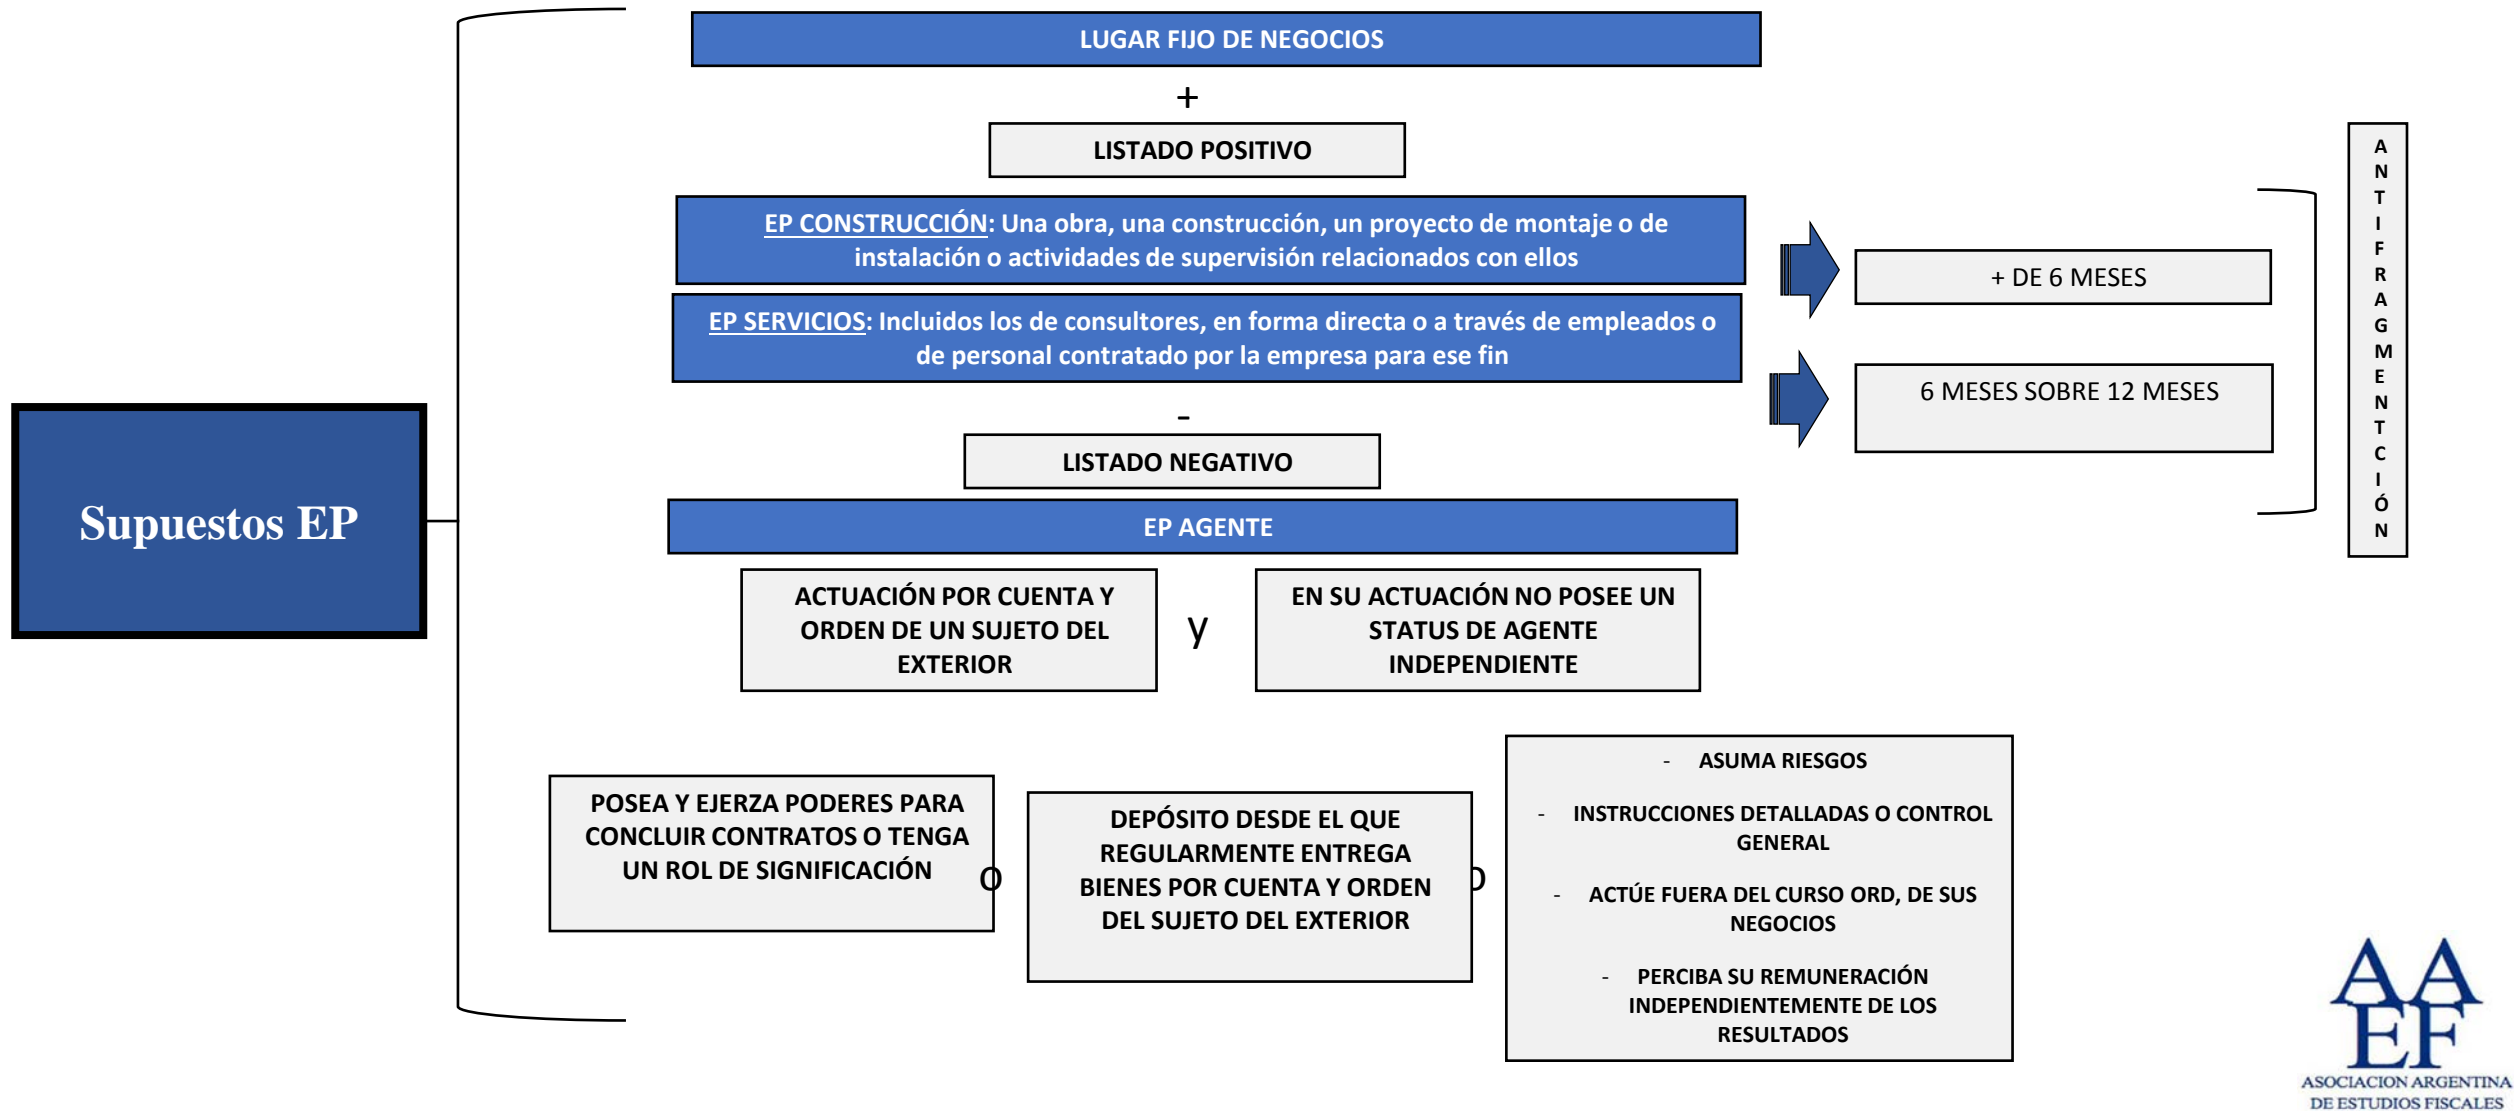 LUGAR FIJO DE NEGOCIOS
+
LISTADO POSITIVO
EP CONSTRUCCIÓN: Una obra, una construcción, un proyecto de montaje o de
instalación o actividades de supervisión relacionados con ellos
+ DE 6 MESES
EP SERVICIOS: Incluidos los de consultores, en forma directa o a través de empleados o
de personal contratado por la empresa para ese fin
6 MESES SOBRE 12 MESES
A
N
T
I
F
R
A
G
M
E
N
T
C
I
Ó
N
-
LISTADO NEGATIVO
Supuestos EP
EP AGENTE
ACTUACIÓN POR CUENTA Y
ORDEN DE UN SUJETO DEL
EXTERIOR
y
EN SU ACTUACIÓN NO POSEE UN
STATUS DE AGENTE
INDEPENDIENTE
POSEA Y EJERZA PODERES PARA
CONCLUIR CONTRATOS O TENGA
UN ROL DE SIGNIFICACIÓN
o
DEPÓSITO DESDE EL QUE
REGULARMENTE ENTREGA
BIENES POR CUENTA Y ORDEN
DEL SUJETO DEL EXTERIOR
o
- ASUMA RIESGOS
- INSTRUCCIONES DETALLADAS O CONTROL
GENERAL
- ACTÚE FUERA DEL CURSO ORD, DE SUS
NEGOCIOS
- PERCIBA SU REMUNERACIÓN
INDEPENDIENTEMENTE DE LOS
RESULTADOS
AA
EF
ASOCIACION ARGENTINA
DE ESTUDIOS FISCALES